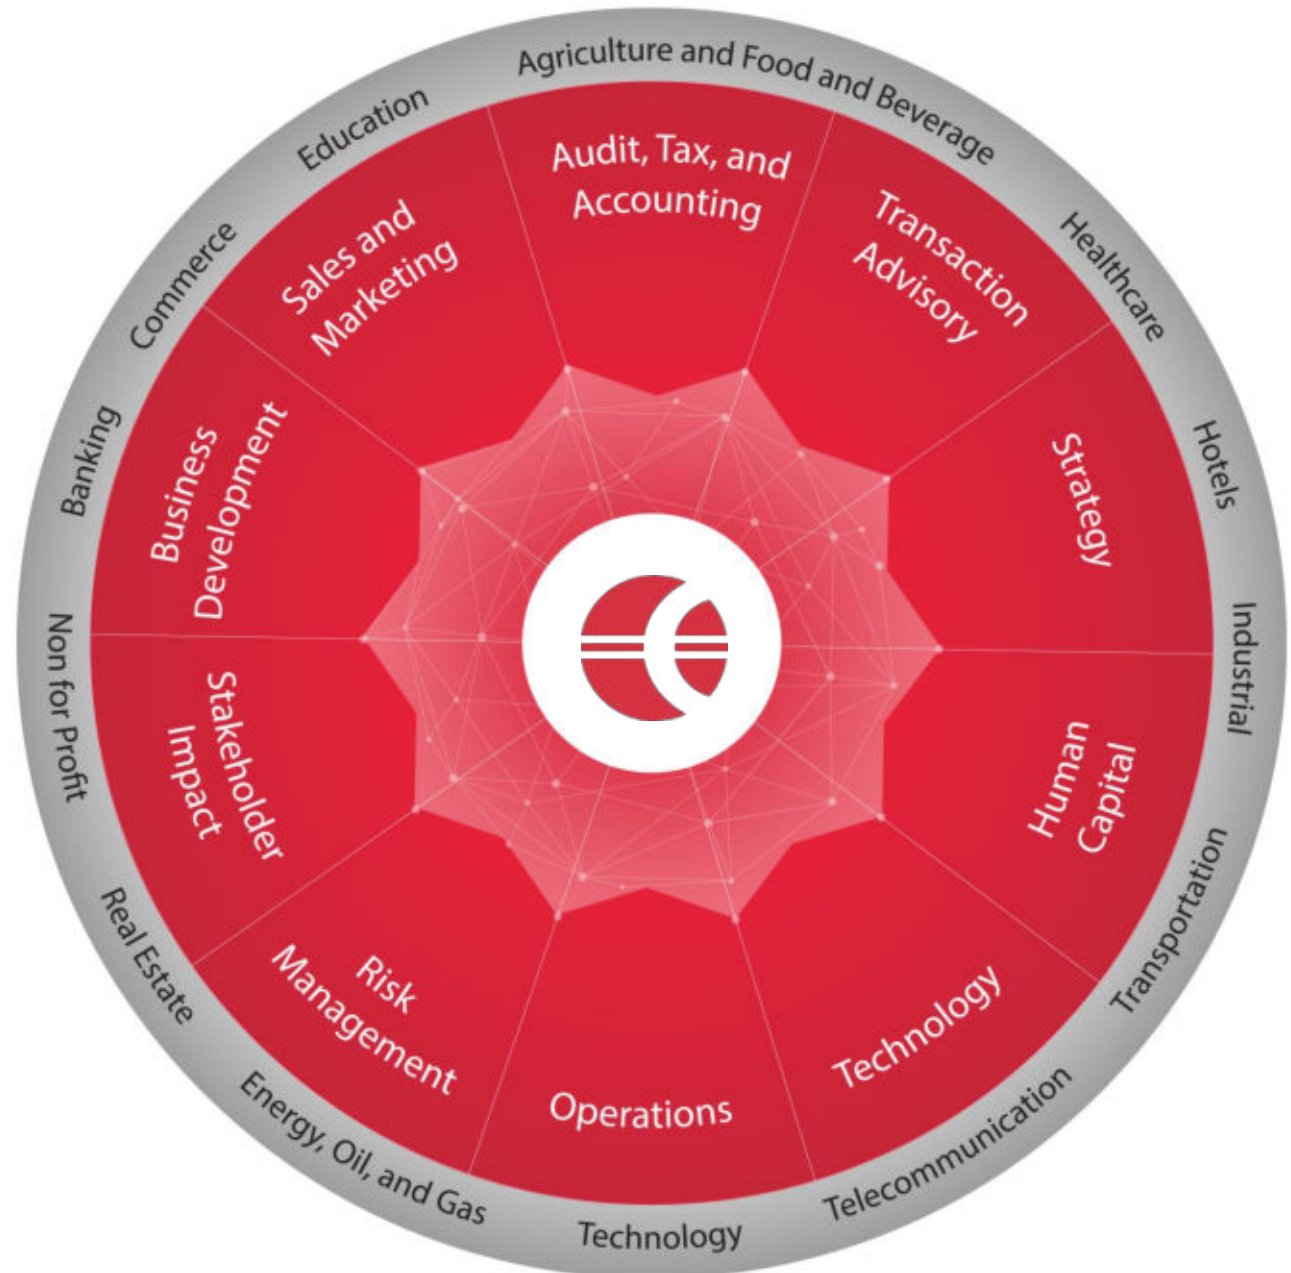 Agriculture and Food and Beverage
Healthcare
Hotels
Industrial
Transportation
Telecommunication
Technology
Energy, Oil, and Gas
Real Estate
Non for Profit
Banking
Commerce
Education
Audit, Tax, and
Accounting
Transaction
Advisory
Strategy
Human
Capital
Technology
Operations
Risk
Management
Stakeholder
Impact
Business
Development
Sales and
Marketing